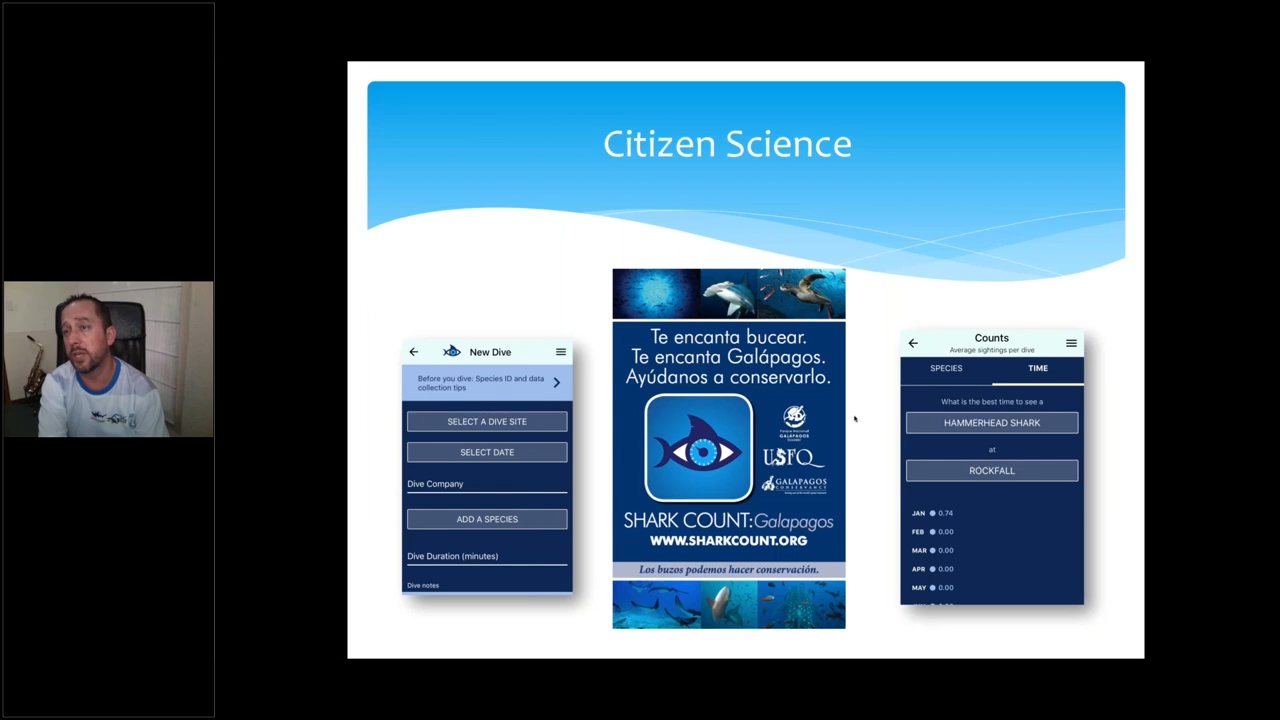 Citizen Science
New Dive
Before you dive: Species ID and data
collection tips
SELECT A DIVE SITE
SELECT DATE
Dive Company
ADD A SPECIES
Dive Duration (minutes)
Dive notes
Te encanta bucear.
Te encanta Galápagos.
Ayúdanos a conservarlo.
Parque Nacional
GALÁPAGOS
USFQ
GALAPAGOS
CONSERVANCY
SHARK COUNT:Galapagos
WWW.SHARKCOUNT.ORG
Los buzos podemos hacer conservación.
Counts
Average sightings per dive
SPECIES
TIME
What is the best time to see a
HAMMERHEAD SHARK
at
ROCKFALL
JAN 0.74
FEB 0.00
MAR 0.00
APR 0.00
MAY 0.00